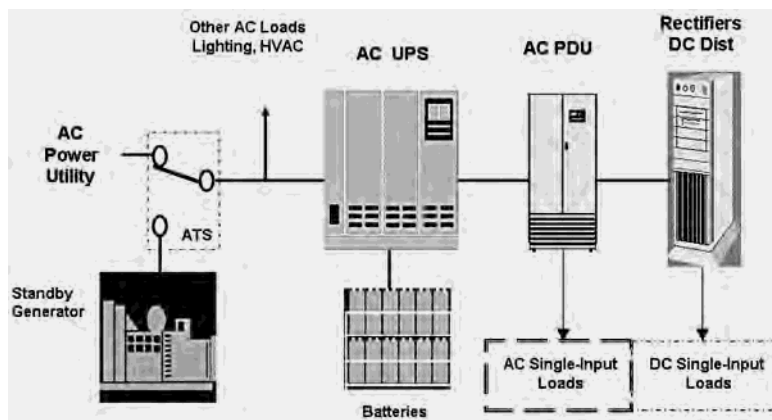 Other AC Loads
Lighting, HVAC
AC UPS
AC PDU
Rectifiers
DC Dist
AC
Power
Utility
ATS
Standby
Generator
Batteries
AC Single-Input
Loads
DC Single-Input
Loads